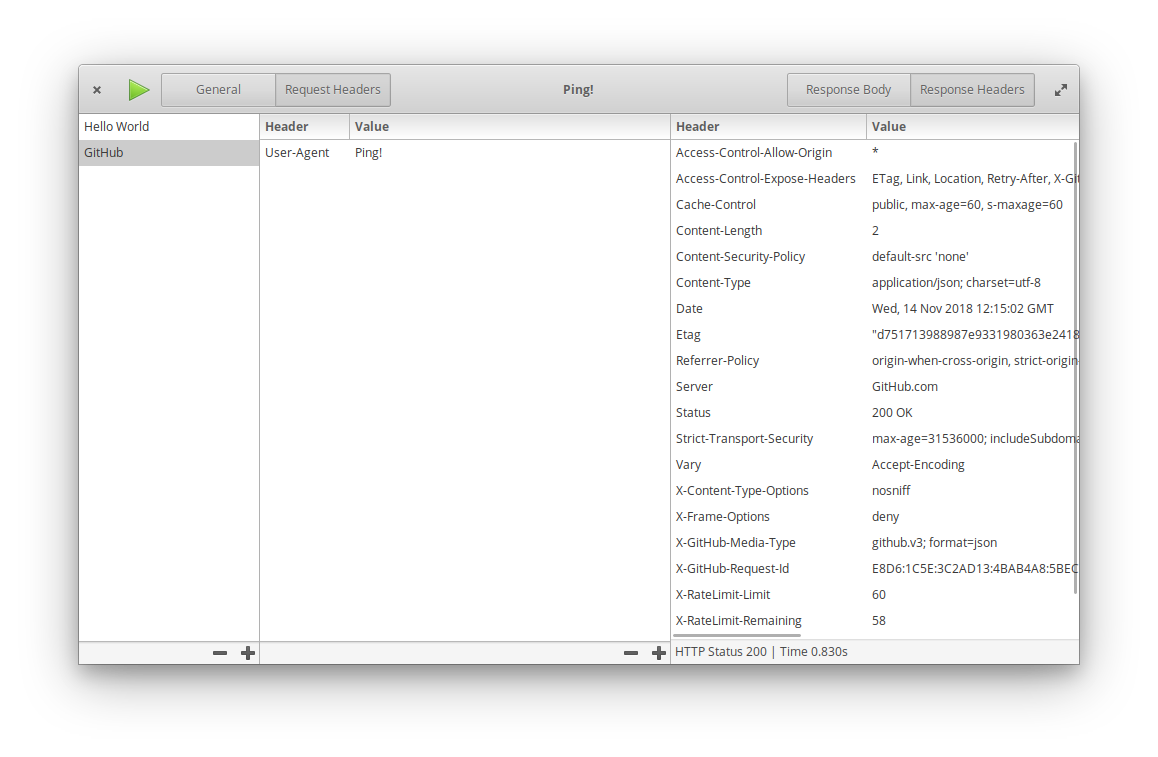 General Request Headers Ping! Response Body Response Headers
Hello World
GitHub
Header Value
User-Agent Ping!
Header Value
Access-Control-Allow-Origin *
Access-Control-Expose-Headers ETag, Link, Location, Retry-After, X-Git
Cache-Control public, max-age=60, s-maxage=60
Content-Length 2
Content-Security-Policy default-src 'none'
Content-Type application/json; charset=utf-8
Date Wed, 14 Nov 2018 12:15:02 GMT
Etag "d751713988987e9331980363e2418
Referrer-Policy origin-when-cross-origin, strict-origin-
Server GitHub.com
Status 200 OK
Strict-Transport-Security max-age=31536000; includeSubdoma
Vary Accept-Encoding
X-Content-Type-Options nosniff
X-Frame-Options deny
X-GitHub-Media-Type github.v3; format=json
X-GitHub-Request-Id E8D6:1C5E:3C2AD13:4BAB4A8:5BEC
X-RateLimit-Limit 60
X-RateLimit-Remaining 58
HTTP Status 200 | Time 0.830s